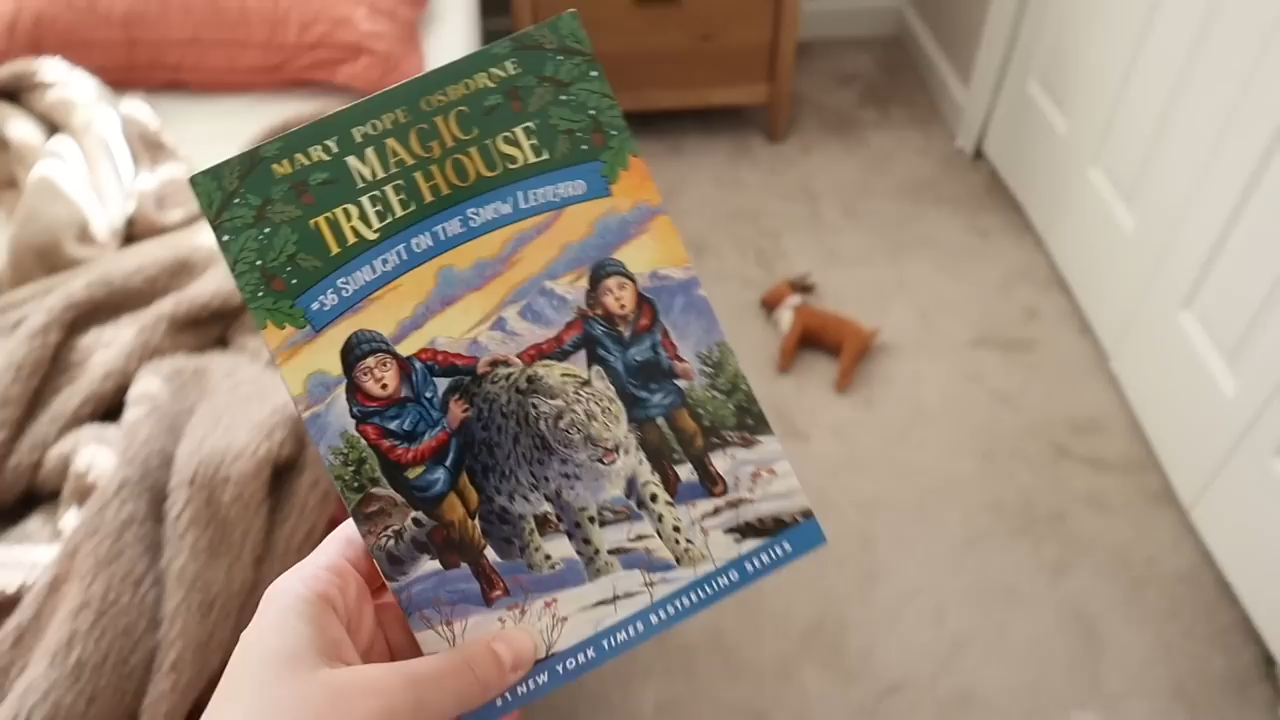 MARY POPE OSBORNE
MAGIC
TREE HOUSE
#36 SUNLIGHT ON THE SNOW LEOPARD
#1 NEW YORK TIMES BESTSELLING SERIES